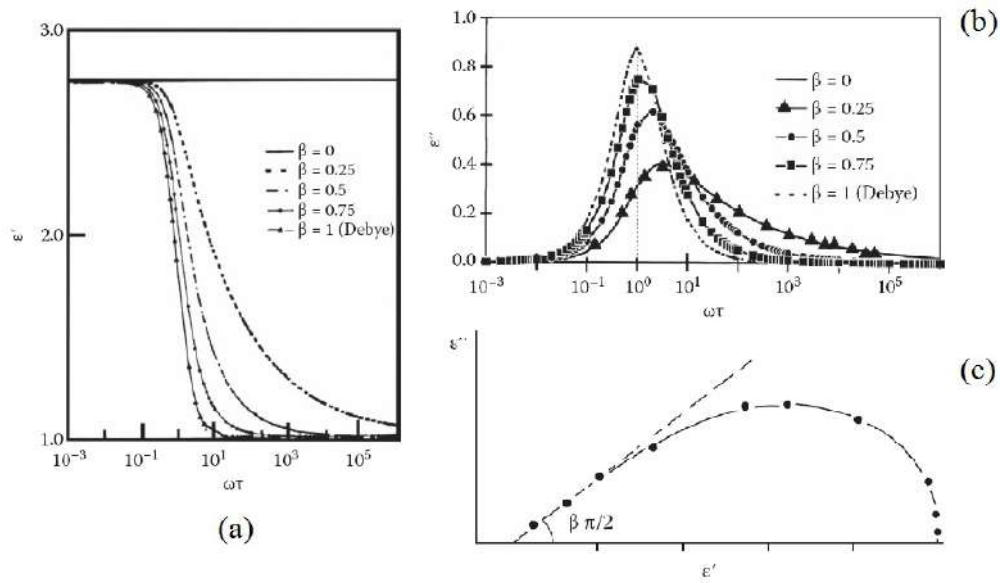 3.0
2.0
1.0
ε′
β = 0
β = 0.25
β = 0.5
β = 0.75
β = 1 (Debye)
10⁻³ 10⁻¹ 10¹ 10³ 10⁵
ωτ
(a)
(b)
1.0
0.8
0.6
0.4
0.2
0.0
ε″
β = 0
β = 0.25
β = 0.5
β = 0.75
β = 1 (Debye)
10⁻³ 10⁻¹ 10⁰ 10¹ 10³ 10⁵
ωτ
(c)
ε″
β π/2
ε′